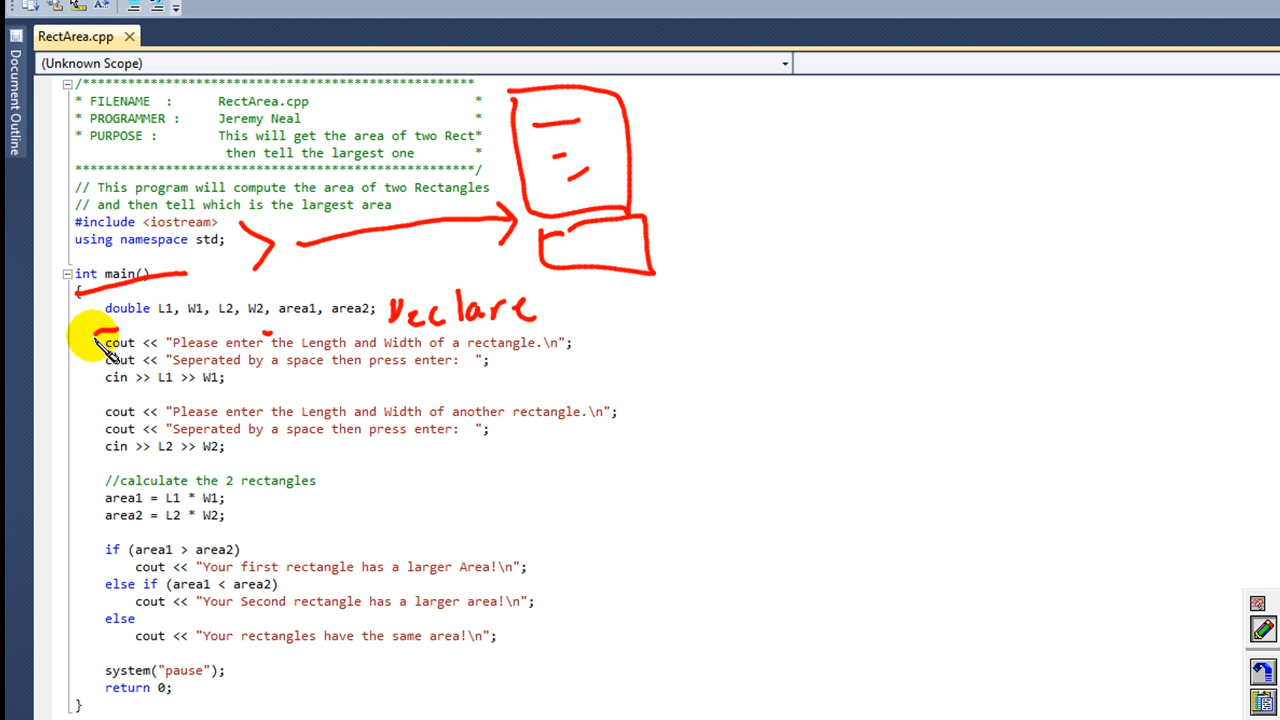 RectArea.cpp
(Unknown Scope)
Document Outline
/****************************************************
* FILENAME : RectArea.cpp *
* PROGRAMMER : Jeremy Neal *
* PURPOSE : This will get the area of two Rect*
then tell the largest one *
*****************************************************/
// This program will compute the area of two Rectangles
// and then tell which is the largest area
#include <iostream>
using namespace std;
int main()
{
double L1, W1, L2, W2, area1, area2; Declare
cout << "Please enter the Length and Width of a rectangle.\n";
cout << "Seperated by a space then press enter: ";
cin >> L1 >> W1;
cout << "Please enter the Length and Width of another rectangle.\n";
cout << "Seperated by a space then press enter: ";
cin >> L2 >> W2;
//calculate the 2 rectangles
area1 = L1 * W1;
area2 = L2 * W2;
if (area1 > area2)
cout << "Your first rectangle has a larger Area!\n";
else if (area1 < area2)
cout << "Your Second rectangle has a larger area!\n";
else
cout << "Your rectangles have the same area!\n";
system("pause");
return 0;
}